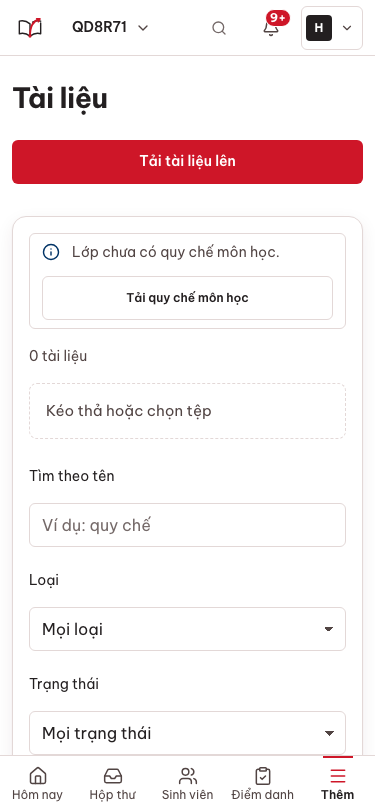 QD8R71
9+
H
Tài liệu
Tải tài liệu lên
Lớp chưa có quy chế môn học.
Tải quy chế môn học
0 tài liệu
Kéo thả hoặc chọn tệp
Tìm theo tên
Ví dụ: quy chế
Loại
Mọi loại
Trạng thái
Mọi trạng thái
Hôm nay
Hộp thư
Sinh viên
Điểm danh
Thêm